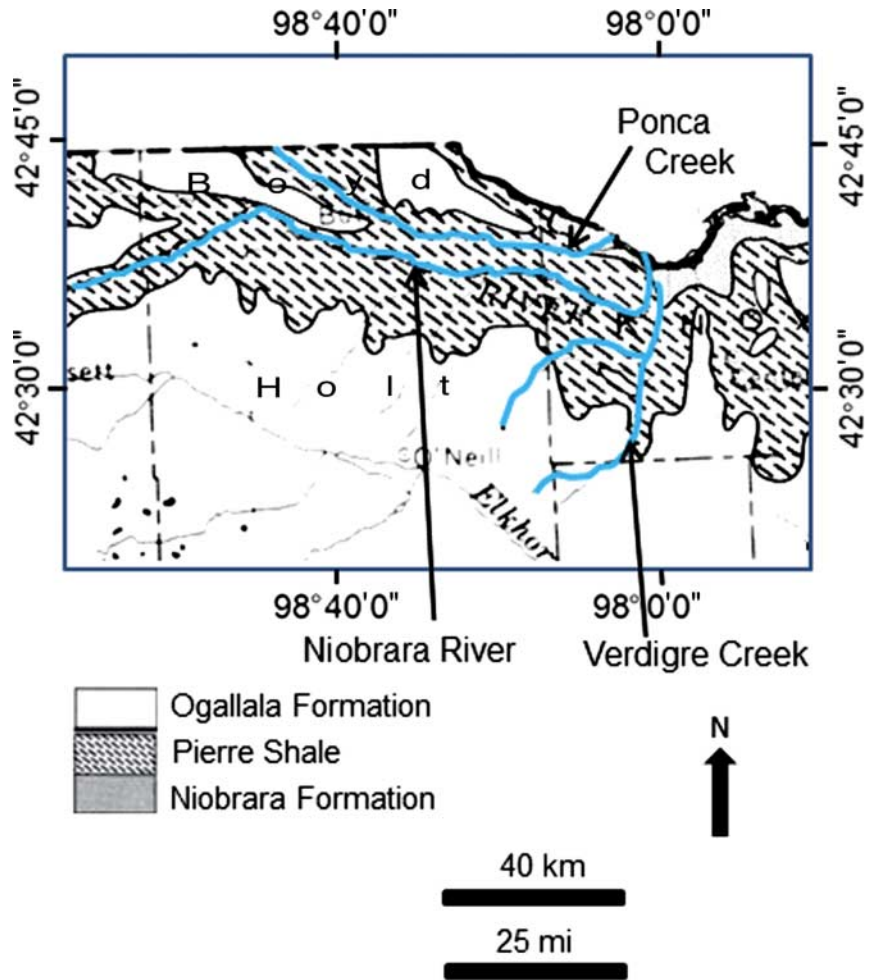 98°40'0"
98°0'0"
42°45'0"
42°45'0"
Ponca
Creek
B o y d
H o l t
sett
O'Neill
Elkhor
42°30'0"
42°30'0"
98°40'0"
98°0'0"
Niobrara River
Verdigre Creek
Ogallala Formation
Pierre Shale
Niobrara Formation
N
40 km
25 mi